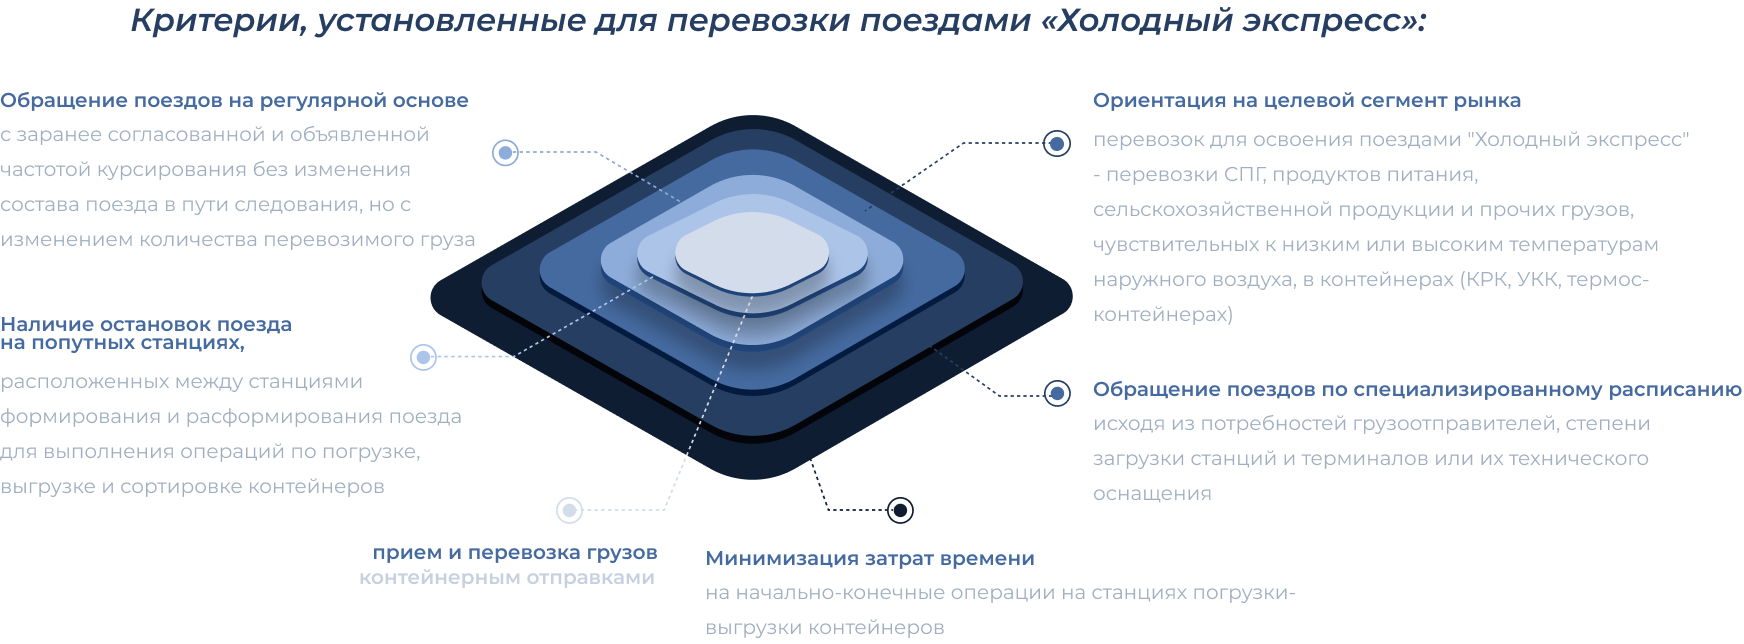 Критерии, установленные для перевозки поездами «Холодный экспресс»:
Обращение поездов на регулярной основе
с заранее согласованной и объявленной
частотой курсирования без изменения
состава поезда в пути следования, но с
изменением количества перевозимого груза
Наличие остановок поезда
на попутных станциях,
расположенных между станциями
формирования и расформирования поезда
для выполнения операций по погрузке,
выгрузке и сортировке контейнеров
прием и перевозка грузов
контейнерным отправками
Минимизация затрат времени
на начально-конечные операции на станциях погрузки-
выгрузки контейнеров
Ориентация на целевой сегмент рынка
перевозок для освоения поездами "Холодный экспресс"
- перевозки СПГ, продуктов питания,
сельскохозяйственной продукции и прочих грузов,
чувствительных к низким или высоким температурам
наружного воздуха, в контейнерах (КРК, УКК, термос-
контейнерах)
Обращение поездов по специализированному расписанию
исходя из потребностей грузоотправителей, степени
загрузки станций и терминалов или их технического
оснащения